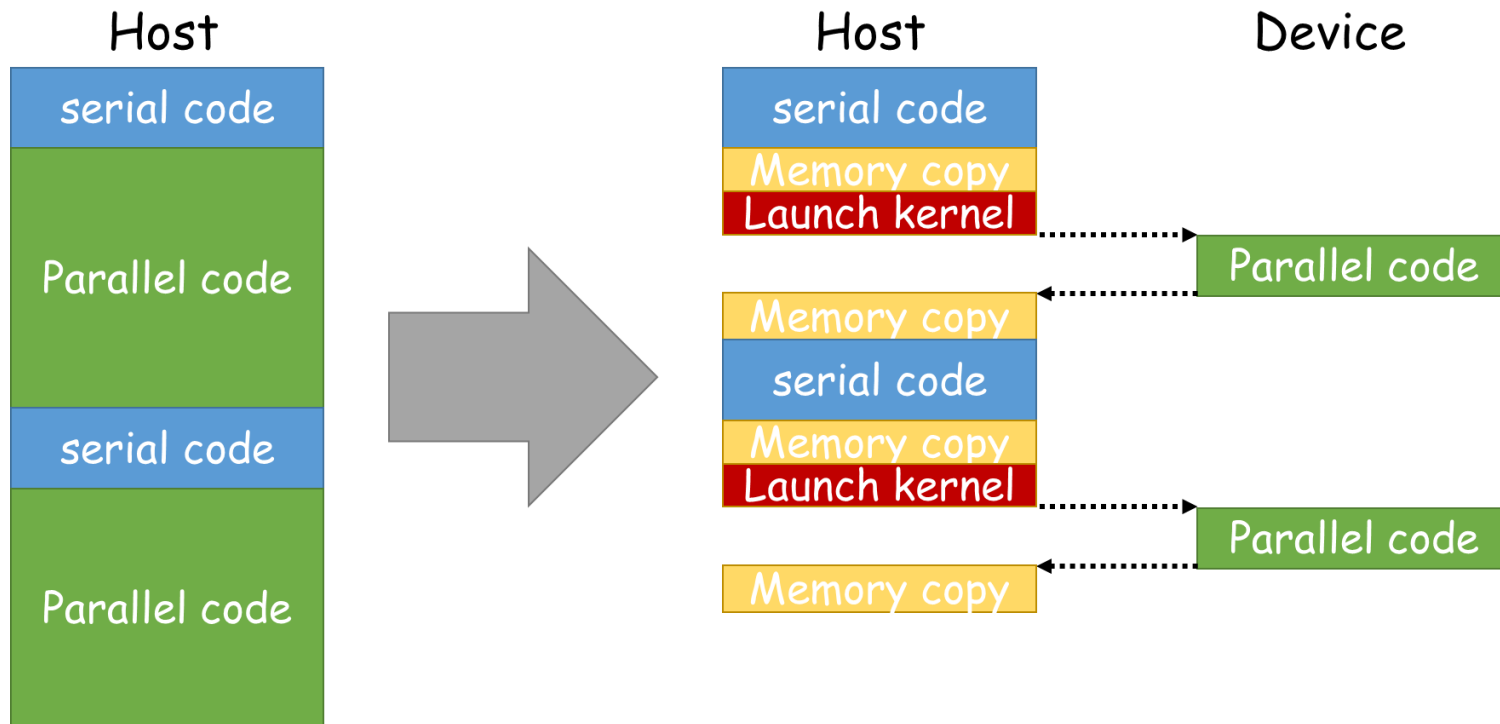 Host
serial code
Parallel code
serial code
Parallel code
Host
serial code
Memory copy
Launch kernel
Memory copy
serial code
Memory copy
Launch kernel
Memory copy
Device
Parallel code
Parallel code